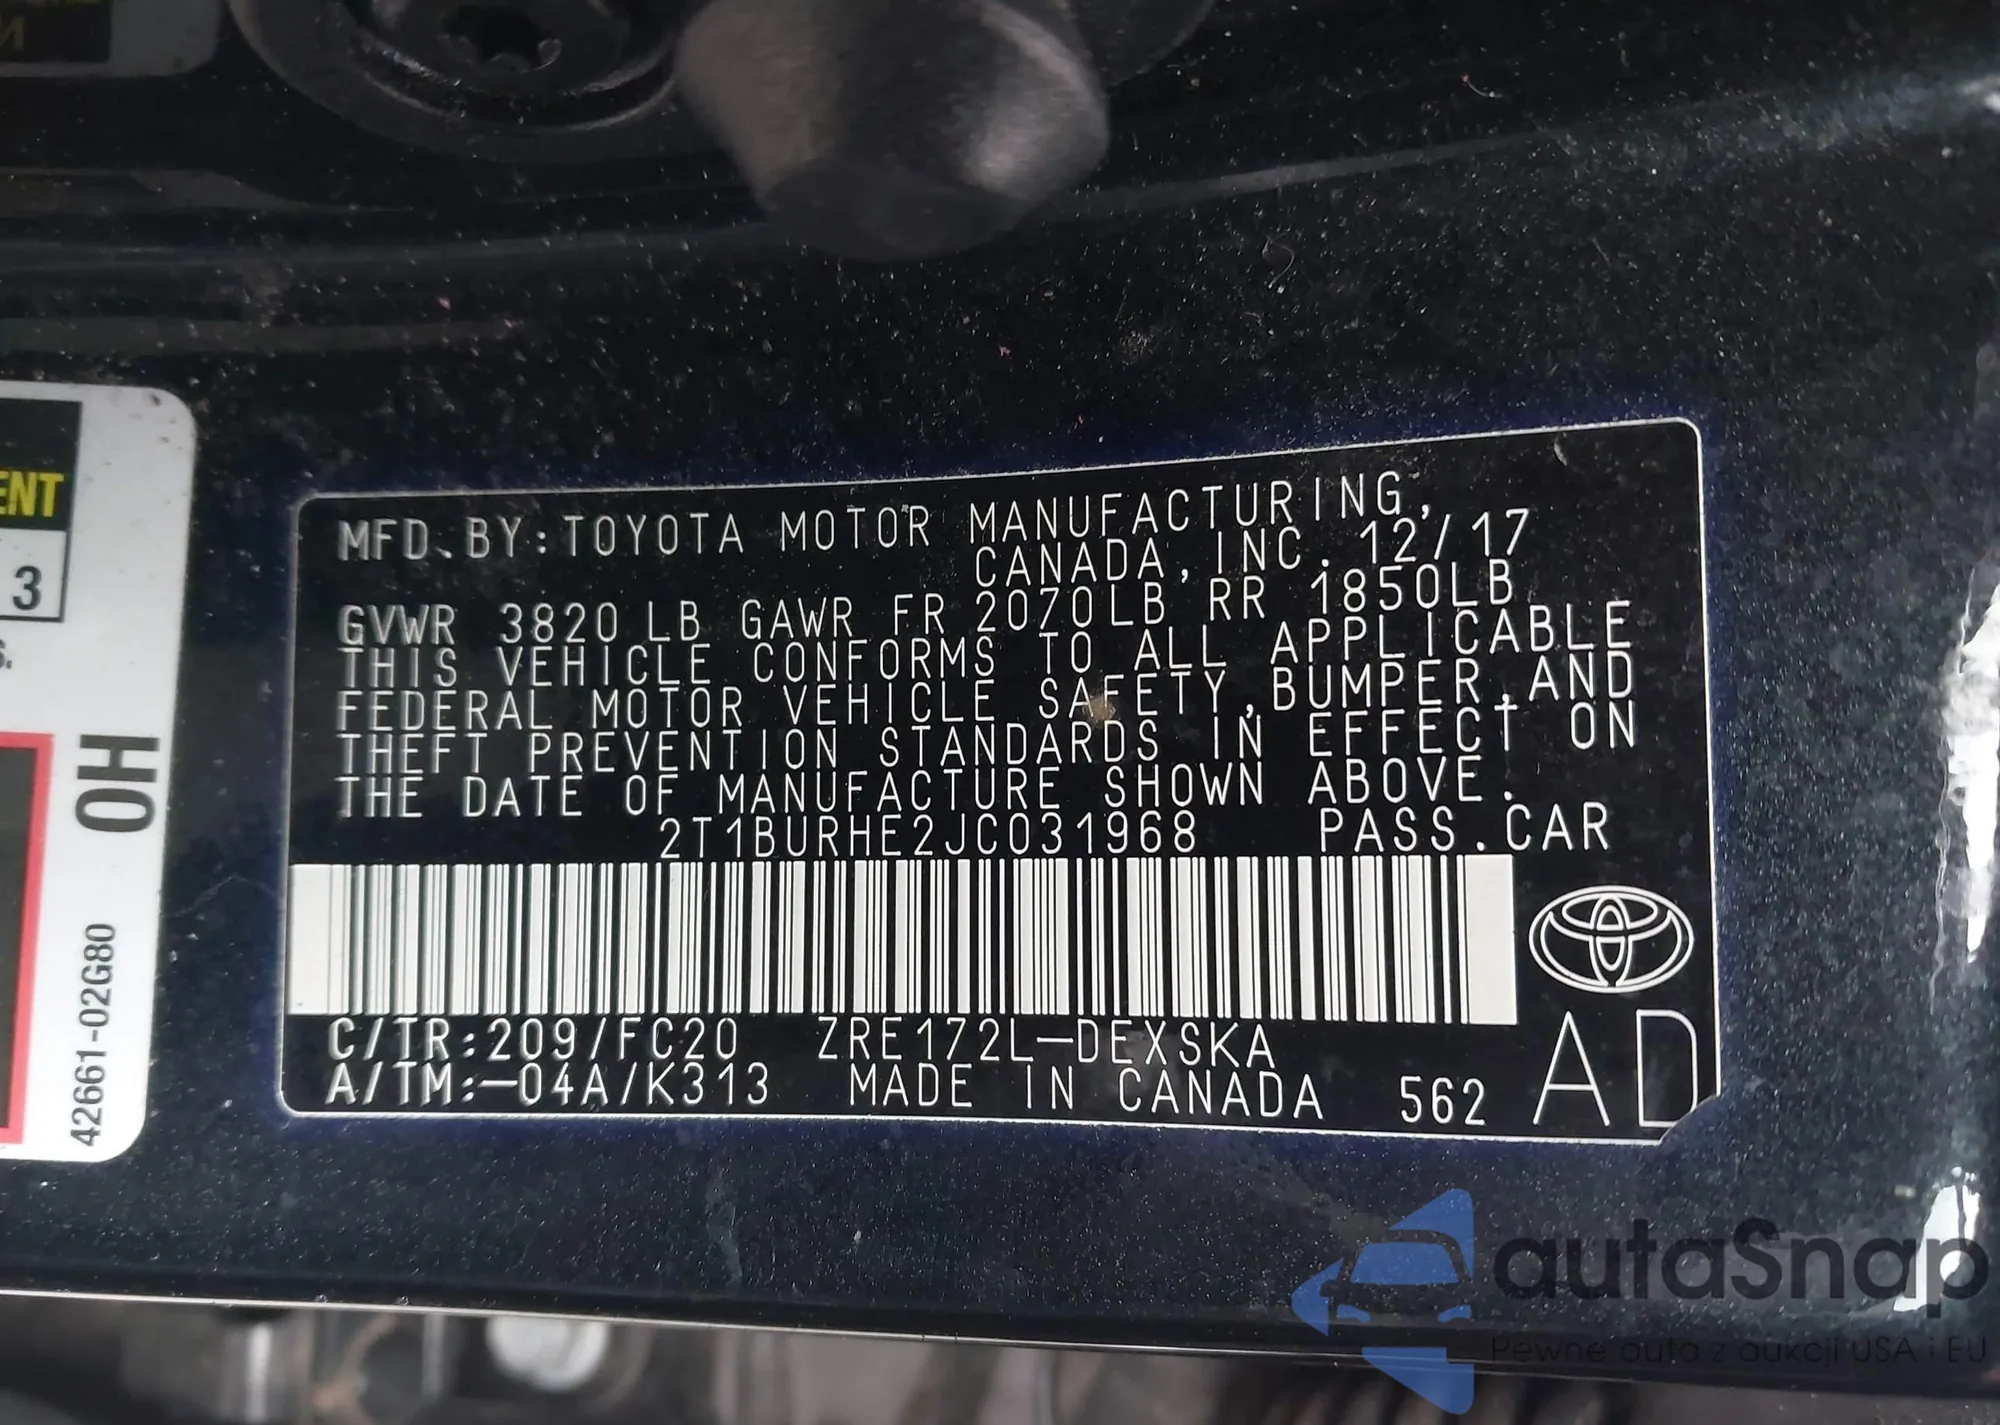 ENT
3
S.
OH
42661-02G80
MFD. BY: TOYOTA MOTOR MANUFACTURING,
CANADA, INC. 12/17
GVWR 3820 LB GAWR FR 2070LB RR 1850LB
THIS VEHICLE CONFORMS TO ALL APPLICABLE
FEDERAL MOTOR VEHICLE SAFETY, BUMPER, AND
THEFT PREVENTION STANDARDS IN EFFECT ON
THE DATE OF MANUFACTURE SHOWN ABOVE.
2T1BURHE2JC031968 PASS. CAR
C/TR: 209/FC20 ZRE172L-DEXSKA
A/TM:-04A/K313 MADE IN CANADA 562
AD
autaSnap
Pewne auta z aukcji USA i EU